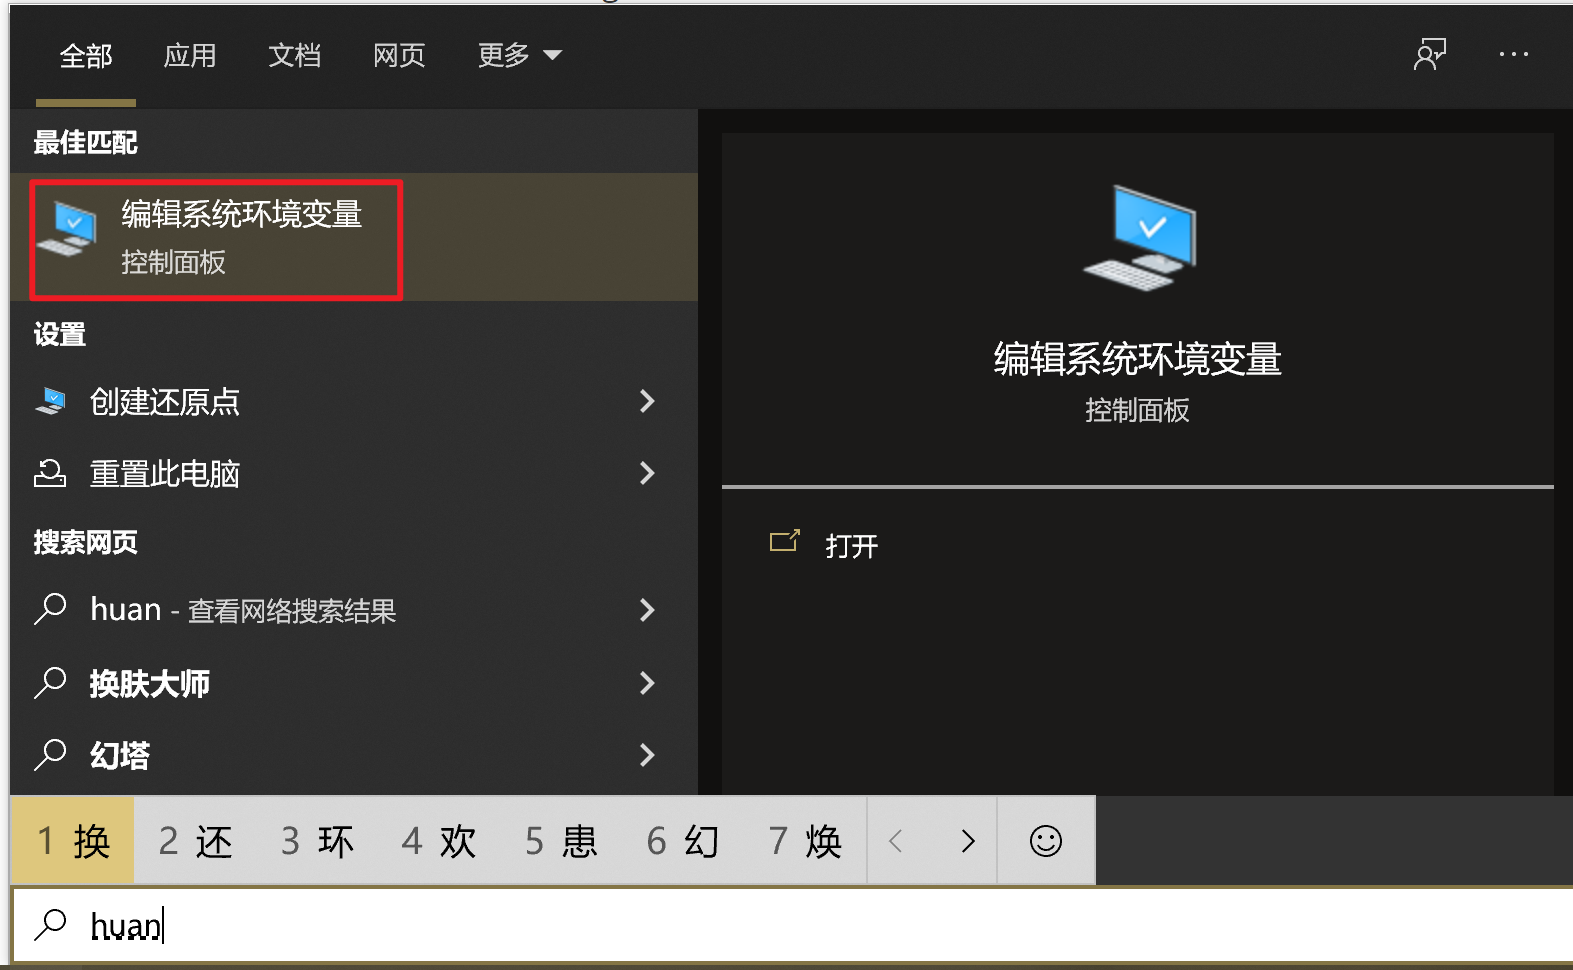 全部 应用 文档 网页 更多
最佳匹配
编辑系统环境变量
控制面板
设置
创建还原点
重置此电脑
搜索网页
huan - 查看网络搜索结果
换肤大师
幻塔
编辑系统环境变量
控制面板
打开
1 换 2 还 3 环 4 欢 5 患 6 幻 7 焕
huan